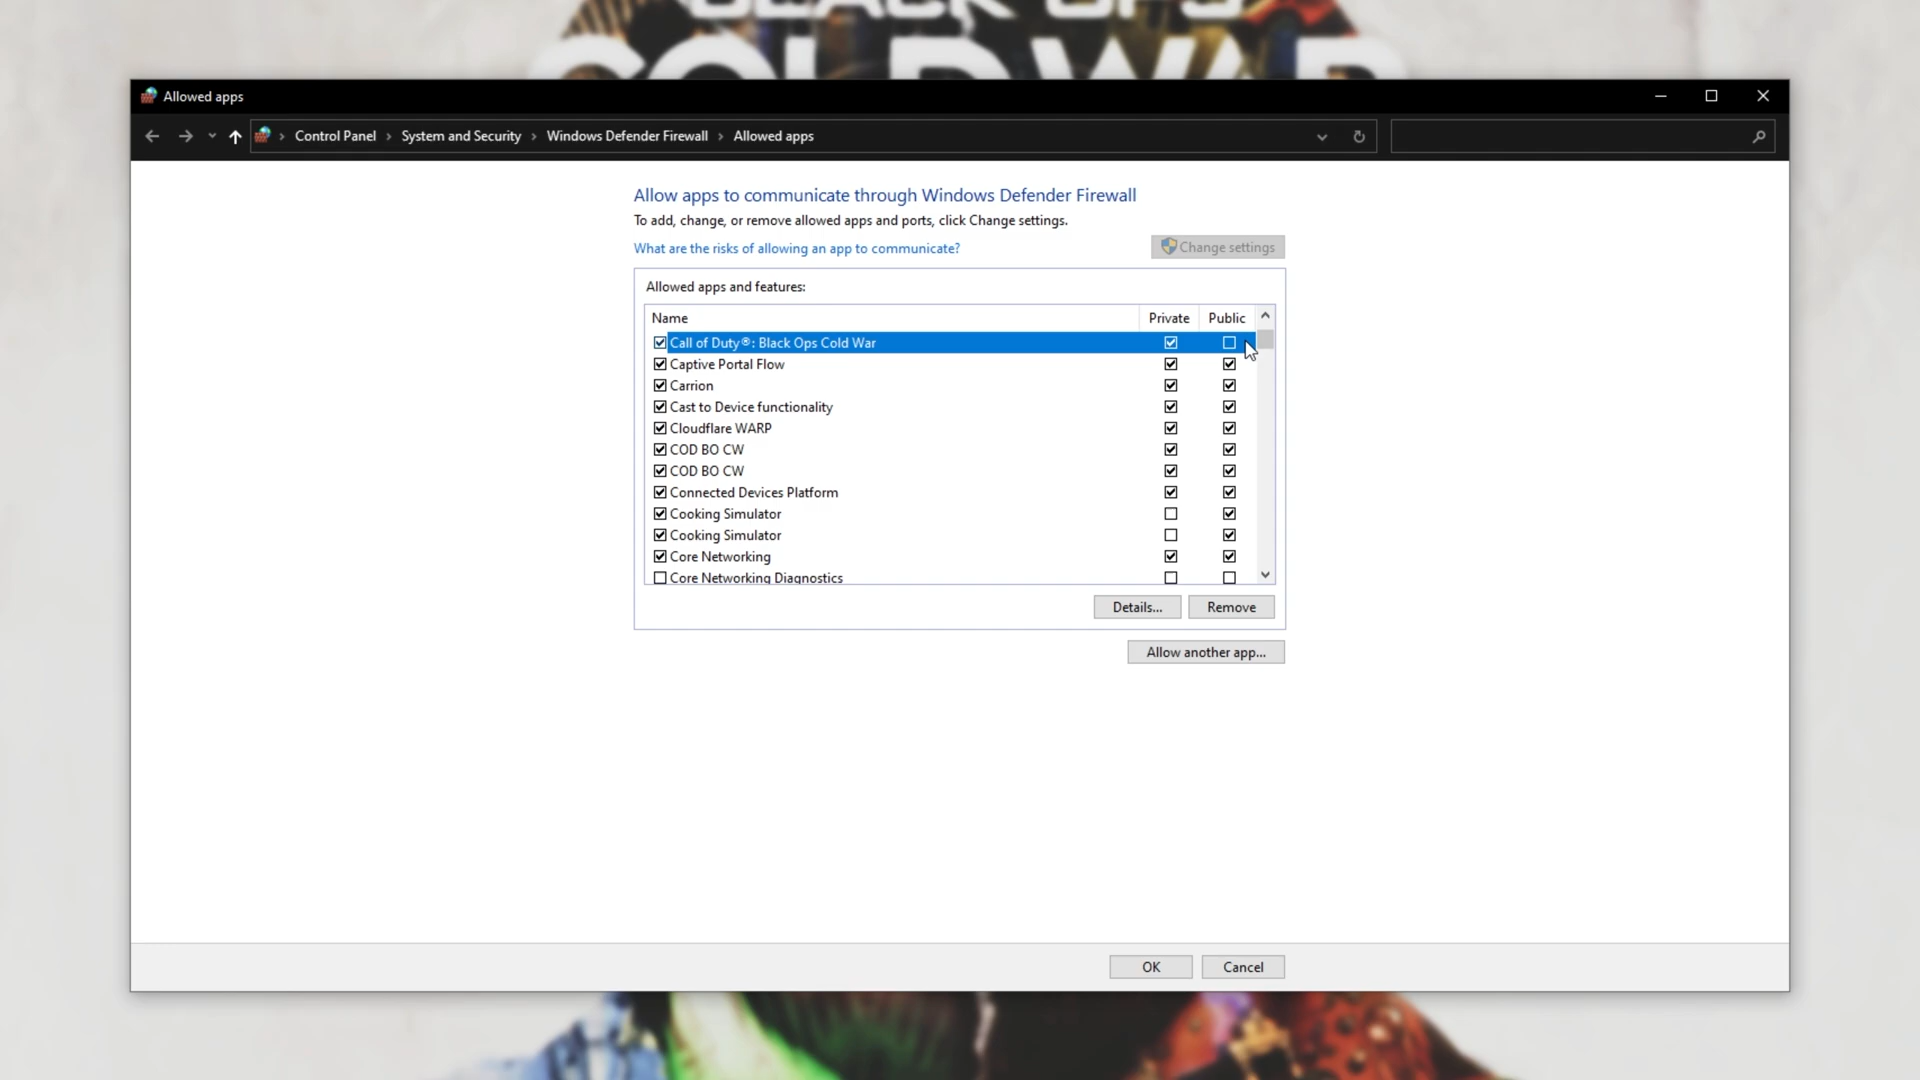 BLACK OPS
COLD WAR
Allowed apps
Control Panel > System and Security > Windows Defender Firewall > Allowed apps
Allow apps to communicate through Windows Defender Firewall
To add, change, or remove allowed apps and ports, click Change settings.
What are the risks of allowing an app to communicate?
Change settings
Allowed apps and features:
Name Private Public
Call of Duty®: Black Ops Cold War
Captive Portal Flow
Carrion
Cast to Device functionality
Cloudflare WARP
COD BO CW
COD BO CW
Connected Devices Platform
Cooking Simulator
Cooking Simulator
Core Networking
Core Networking Diagnostics
Details... Remove
Allow another app...
OK Cancel